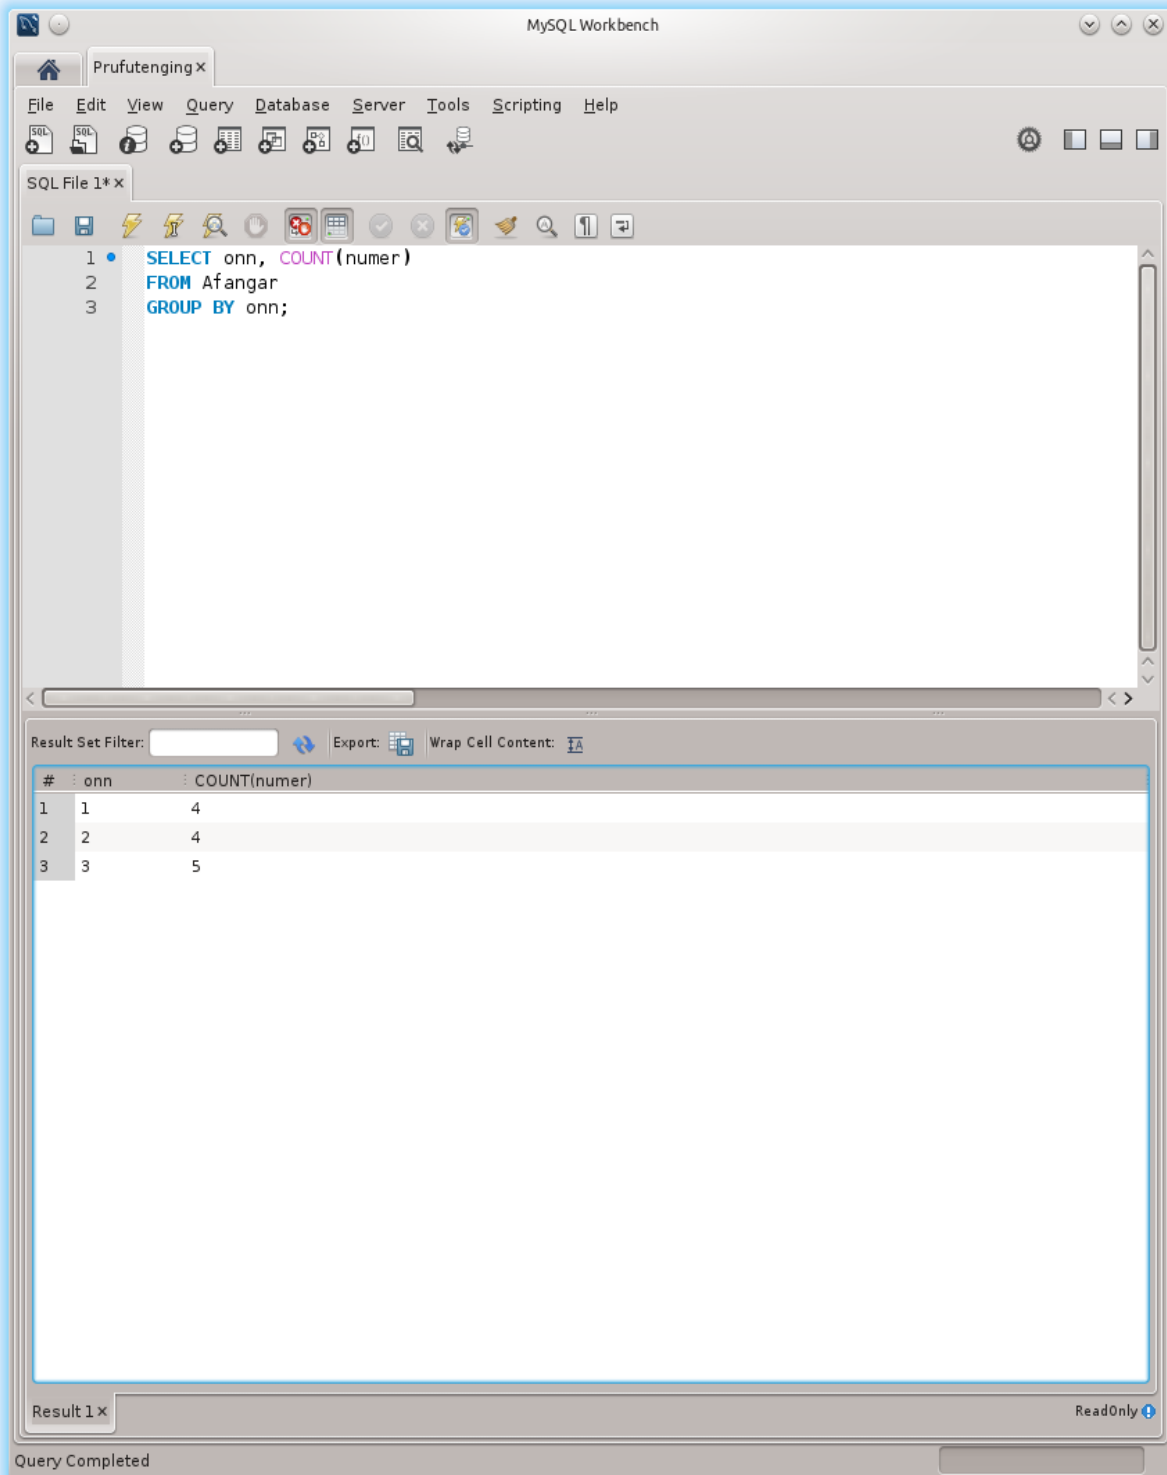 MySQL Workbench
Prufutenging
File Edit View Query Database Server Tools Scripting Help
SQL File 1*
1 SELECT onn, COUNT(numer)
2 FROM Afangar
3 GROUP BY onn;
Result Set Filter: Export: Wrap Cell Content:
# onn COUNT(numer)
1 1 4
2 2 4
3 3 5
Result 1
ReadOnly
Query Completed